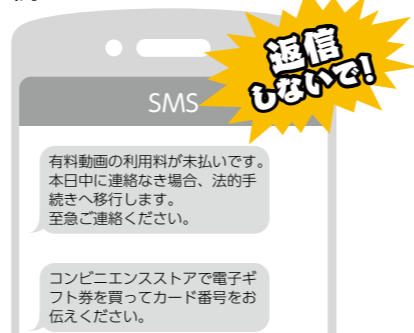 返信
しないで!
SMS
有料動画の利用料が未払いです。
本日中に連絡なき場合、法的手
続きへ移行します。
至急ご連絡ください。
コンビニエンスストアで電子ギ
フト券を買ってカード番号をお
伝えください。